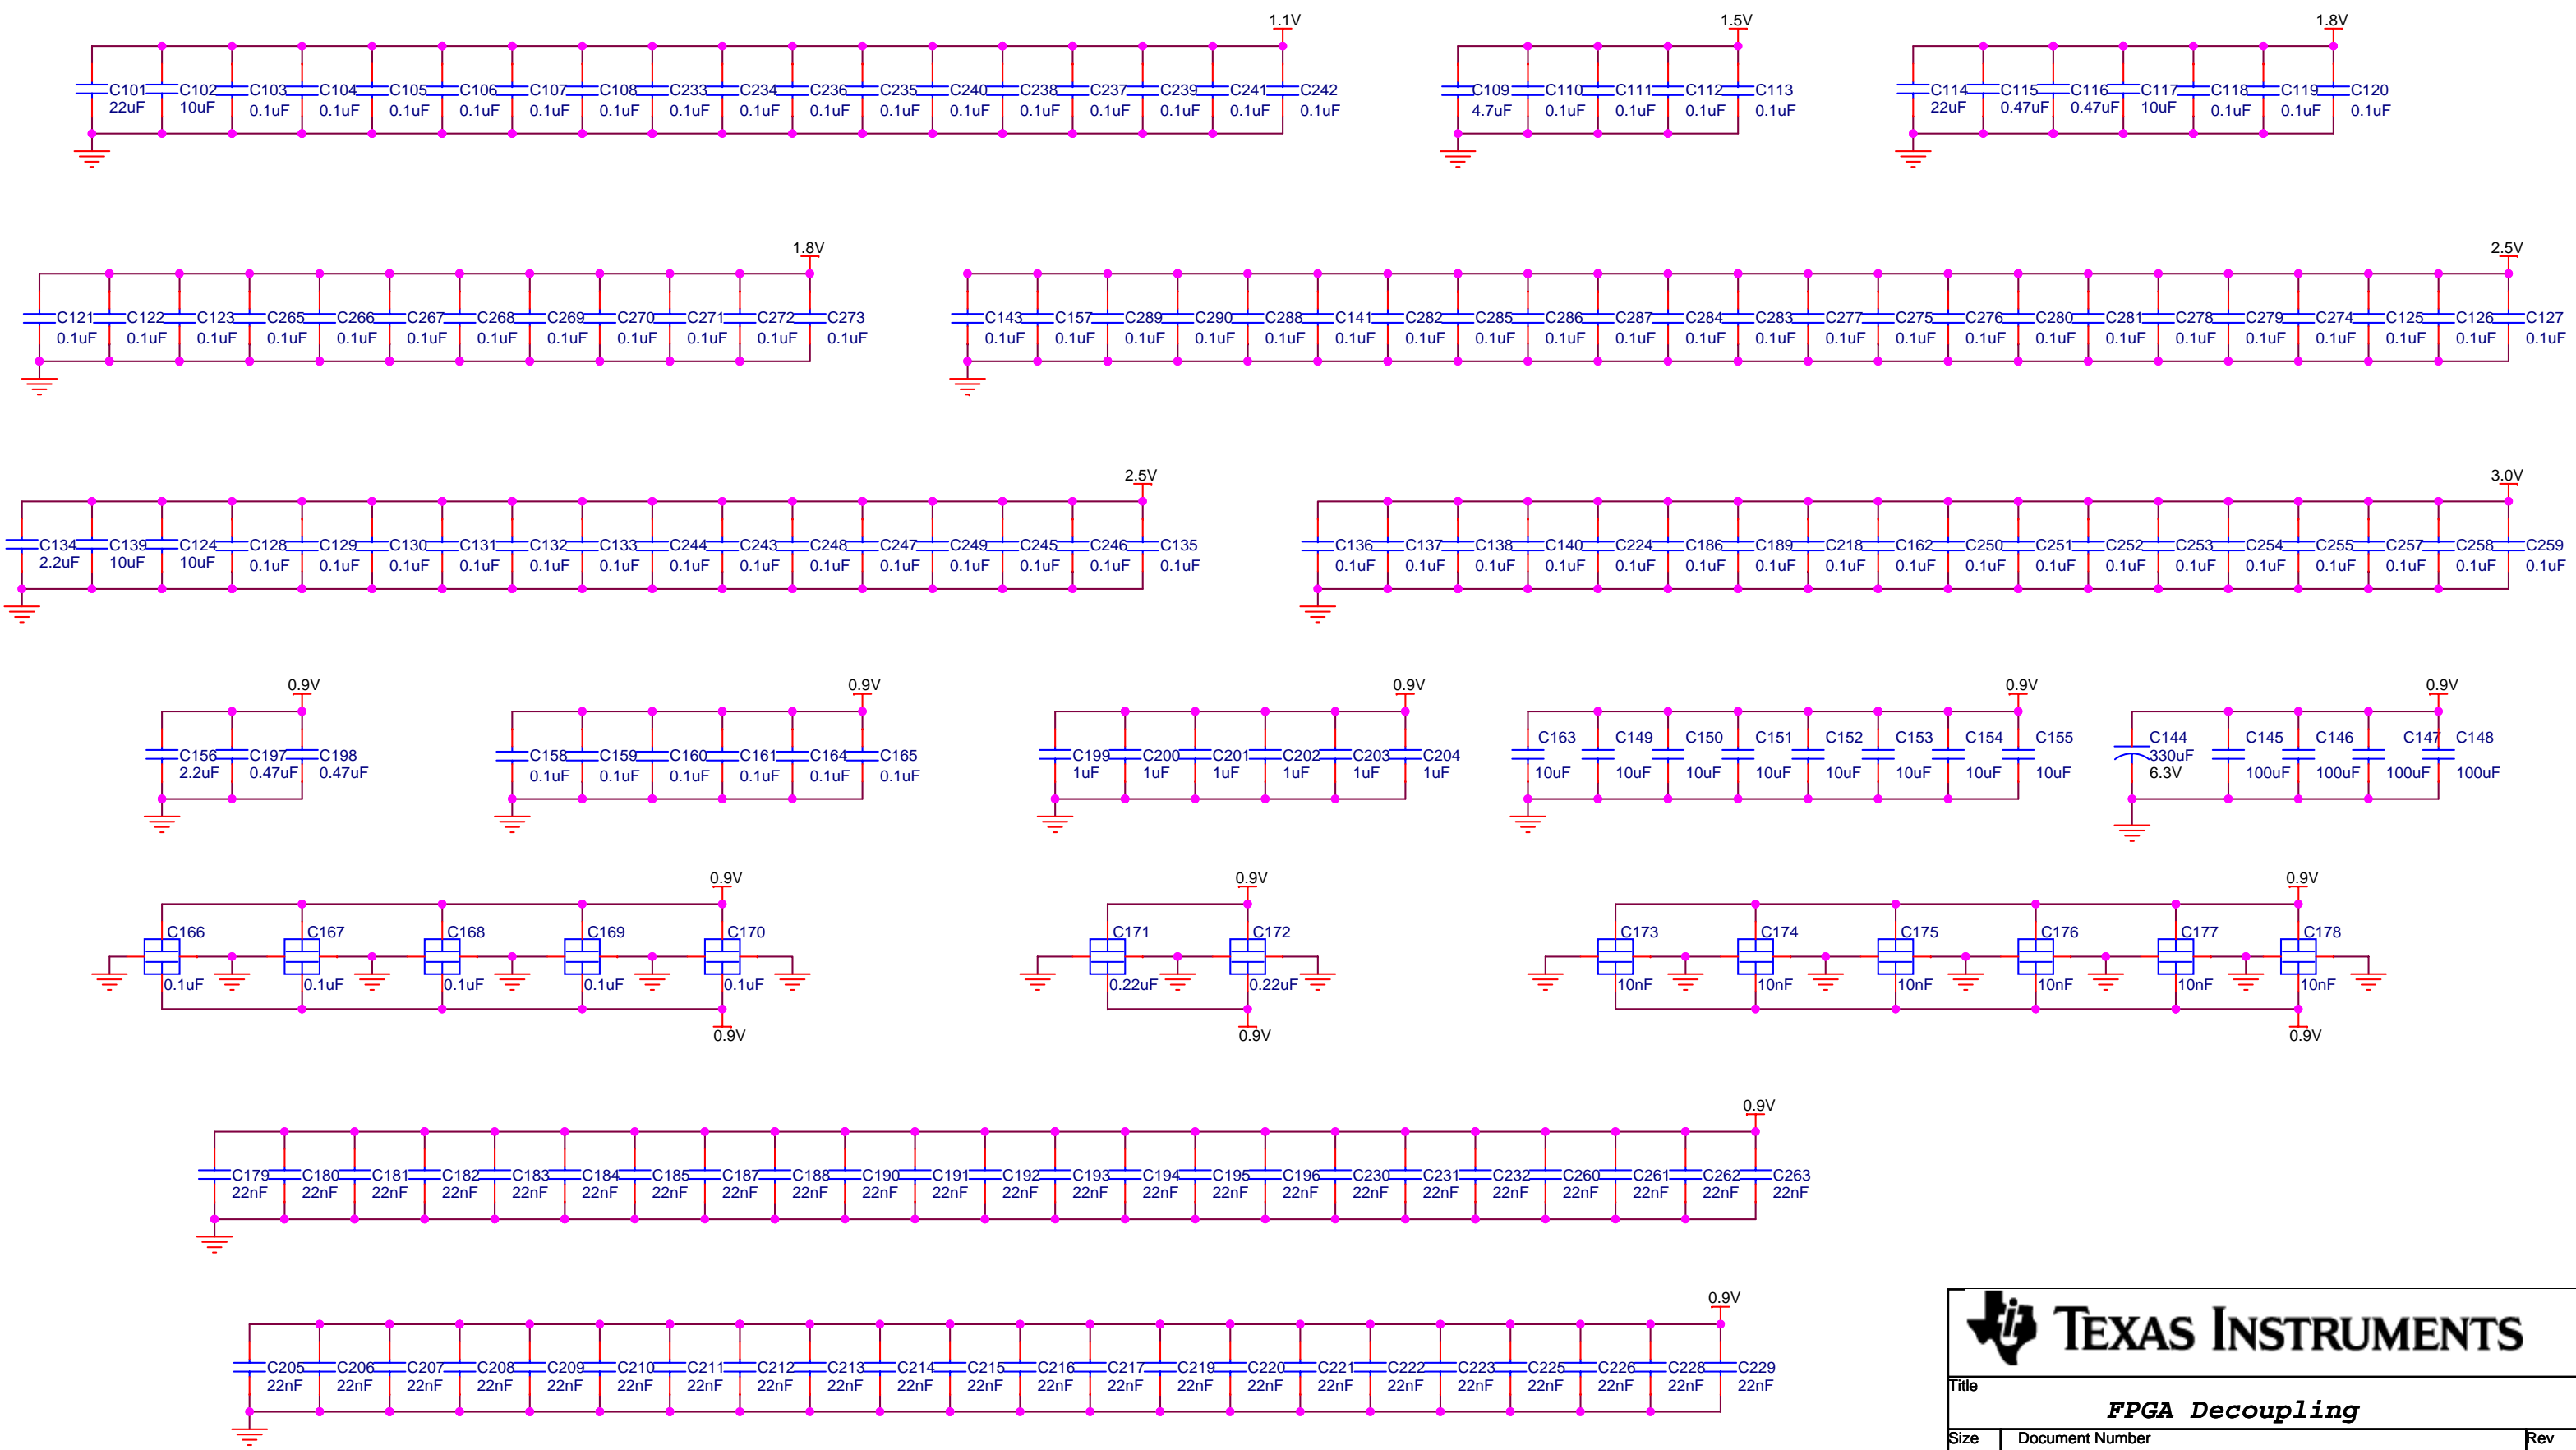 1.1V 1.5V 1.8V
C101 C102 C103 C104 C105 C106 C107 C108 C233 C234 C236 C235 C240 C238 C237 C239 C241 C242 C109 C110 C111 C112 C113 C114 C115 C116 C117 C118 C119 C120
22uF 10uF 0.1uF 0.1uF 0.1uF 0.1uF 0.1uF 0.1uF 0.1uF 0.1uF 0.1uF 0.1uF 0.1uF 0.1uF 0.1uF 0.1uF 0.1uF 0.1uF 4.7uF 0.1uF 0.1uF 0.1uF 0.1uF 22uF 0.47uF 0.47uF 10uF 0.1uF 0.1uF 0.1uF
1.8V 2.5V
C121 C122 C123 C265 C266 C267 C268 C269 C270 C271 C272 C273 C143 C157 C289 C290 C288 C141 C282 C285 C286 C287 C284 C283 C277 C275 C276 C280 C281 C278 C279 C274 C125 C126 C127
0.1uF 0.1uF 0.1uF 0.1uF 0.1uF 0.1uF 0.1uF 0.1uF 0.1uF 0.1uF 0.1uF 0.1uF 0.1uF 0.1uF 0.1uF 0.1uF 0.1uF 0.1uF 0.1uF 0.1uF 0.1uF 0.1uF 0.1uF 0.1uF 0.1uF 0.1uF 0.1uF 0.1uF 0.1uF 0.1uF 0.1uF 0.1uF 0.1uF 0.1uF 0.1uF
2.5V 3.0V
C134 C139 C124 C128 C129 C130 C131 C132 C133 C244 C243 C248 C247 C249 C245 C246 C135 C136 C137 C138 C140 C224 C186 C189 C218 C162 C250 C251 C252 C253 C254 C255 C257 C258 C259
2.2uF 10uF 10uF 0.1uF 0.1uF 0.1uF 0.1uF 0.1uF 0.1uF 0.1uF 0.1uF 0.1uF 0.1uF 0.1uF 0.1uF 0.1uF 0.1uF 0.1uF 0.1uF 0.1uF 0.1uF 0.1uF 0.1uF 0.1uF 0.1uF 0.1uF 0.1uF 0.1uF 0.1uF 0.1uF 0.1uF 0.1uF 0.1uF 0.1uF 0.1uF
0.9V 0.9V 0.9V 0.9V 0.9V
C163 C149 C150 C151 C152 C153 C154 C155 C144 C145 C146 C147 C148
C156 C197 C198 C158 C159 C160 C161 C164 C165 C199 C200 C201 C202 C203 C204 330uF
2.2uF 0.47uF 0.47uF 0.1uF 0.1uF 0.1uF 0.1uF 0.1uF 0.1uF 1uF 1uF 1uF 1uF 1uF 1uF 10uF 10uF 10uF 10uF 10uF 10uF 10uF 10uF 6.3V 100uF 100uF 100uF 100uF
0.9V 0.9V 0.9V
C166 C167 C168 C169 C170 C171 C172 C173 C174 C175 C176 C177 C178
0.1uF 0.1uF 0.1uF 0.1uF 0.1uF 0.22uF 0.22uF 10nF 10nF 10nF 10nF 10nF 10nF
0.9V 0.9V 0.9V
0.9V
C179 C180 C181 C182 C183 C184 C185 C187 C188 C190 C191 C192 C193 C194 C195 C196 C230 C231 C232 C260 C261 C262 C263
22nF 22nF 22nF 22nF 22nF 22nF 22nF 22nF 22nF 22nF 22nF 22nF 22nF 22nF 22nF 22nF 22nF 22nF 22nF 22nF 22nF 22nF 22nF
0.9V
C205 C206 C207 C208 C209 C210 C211 C212 C213 C214 C215 C216 C217 C219 C220 C221 C222 C223 C225 C226 C228 C229
22nF 22nF 22nF 22nF 22nF 22nF 22nF 22nF 22nF 22nF 22nF 22nF 22nF 22nF 22nF 22nF 22nF 22nF 22nF 22nF 22nF 22nF
TEXAS INSTRUMENTS
Title
FPGA Decoupling
Size Document Number Rev